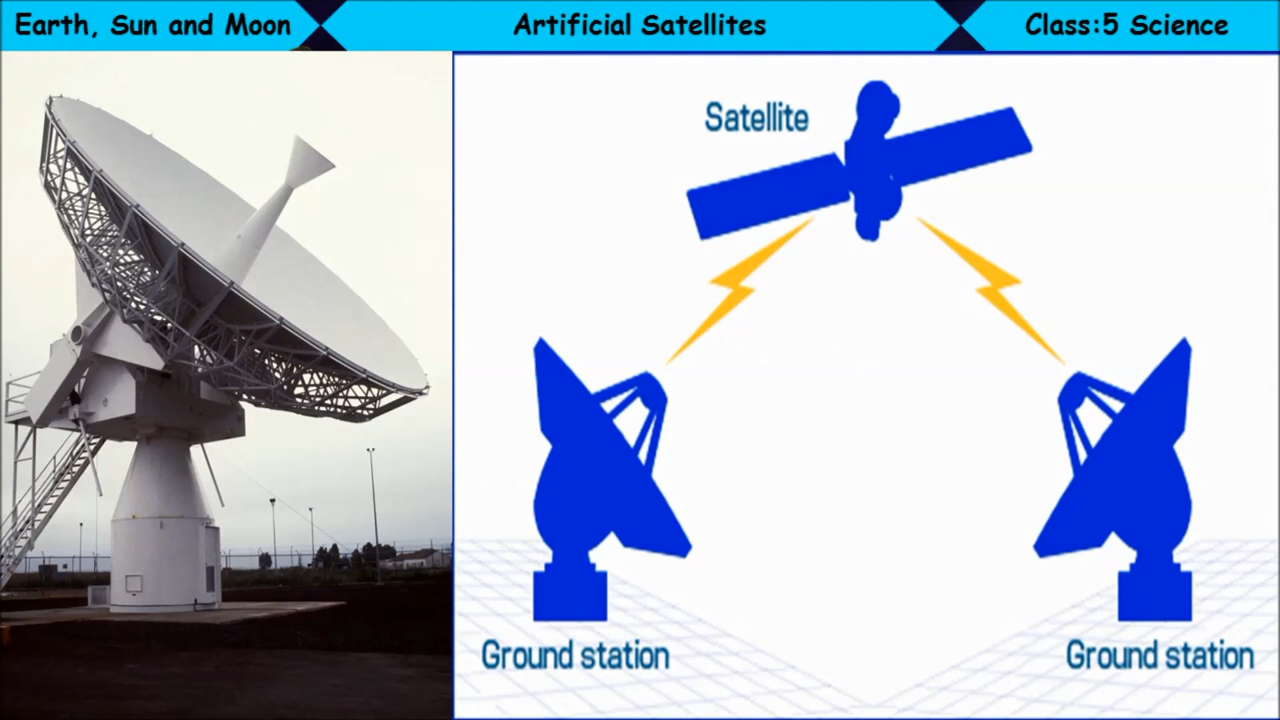 Earth, Sun and Moon
Artificial Satellites
Class:5 Science
Satellite
Ground station
Ground station